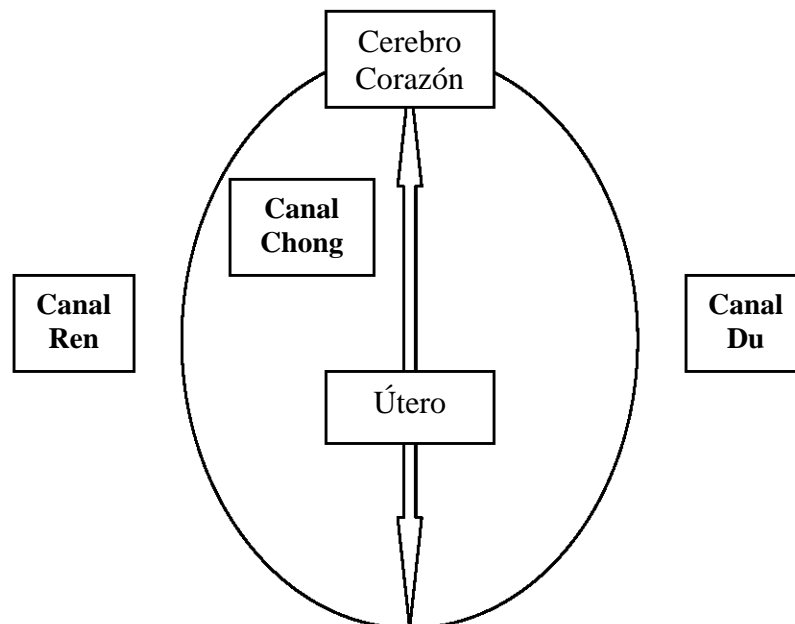 Cerebro
Corazón
Canal
Chong
Canal
Ren
Canal
Du
Útero